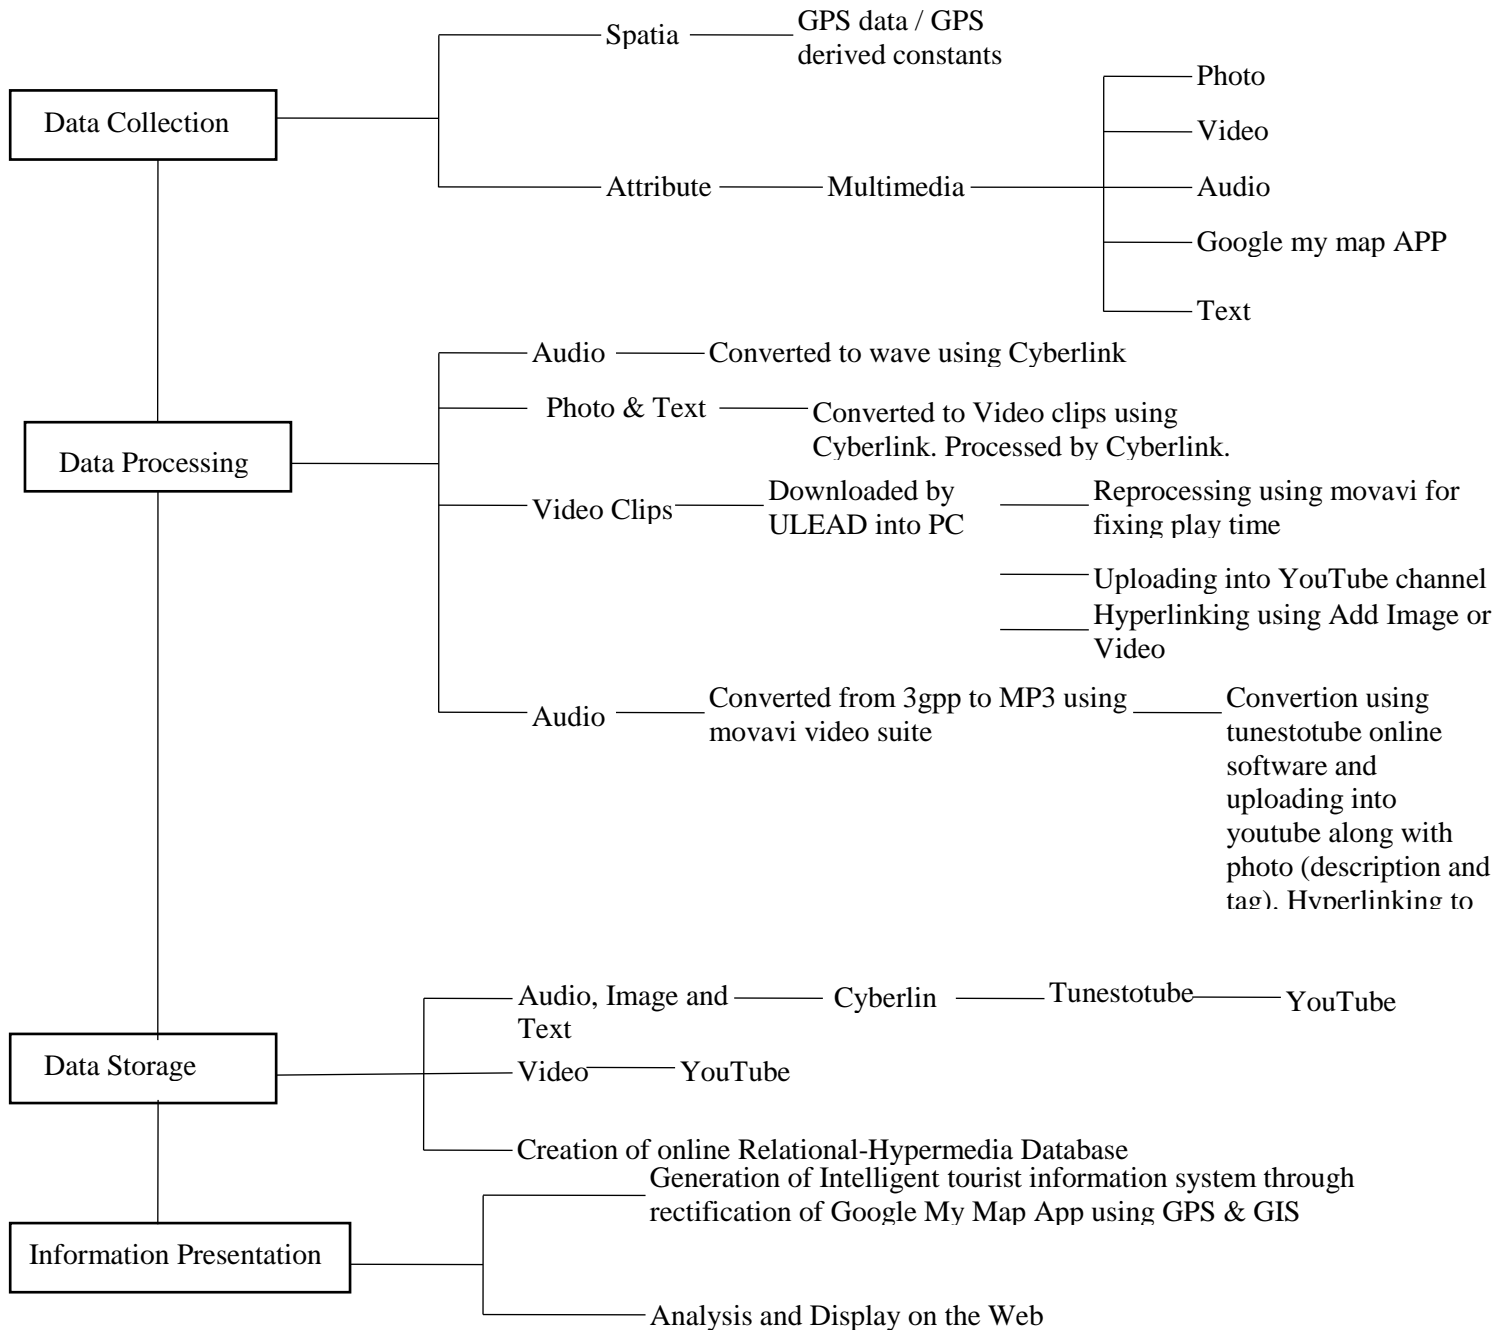 Spatia
GPS data / GPS
derived constants
Data Collection
Photo
Video
Attribute
Multimedia
Audio
Google my map APP
Text
Audio
Converted to wave using Cyberlink
Photo & Text
Converted to Video clips using
Cyberlink. Processed by Cyberlink.
Data Processing
Video Clips
Downloaded by
ULEAD into PC
Reprocessing using movavi for
fixing play time
Uploading into YouTube channel
Hyperlinking using Add Image or
Video
Audio
Converted from 3gpp to MP3 using
movavi video suite
Convertion using
tunestotube online
software and
uploading into
youtube along with
photo (description and
tag). Hyperlinking to
Audio, Image and
Text
Cyberlin
Tunestotube
YouTube
Data Storage
Video
YouTube
Creation of online Relational-Hypermedia Database
Generation of Intelligent tourist information system through
rectification of Google My Map App using GPS & GIS
Information Presentation
Analysis and Display on the Web